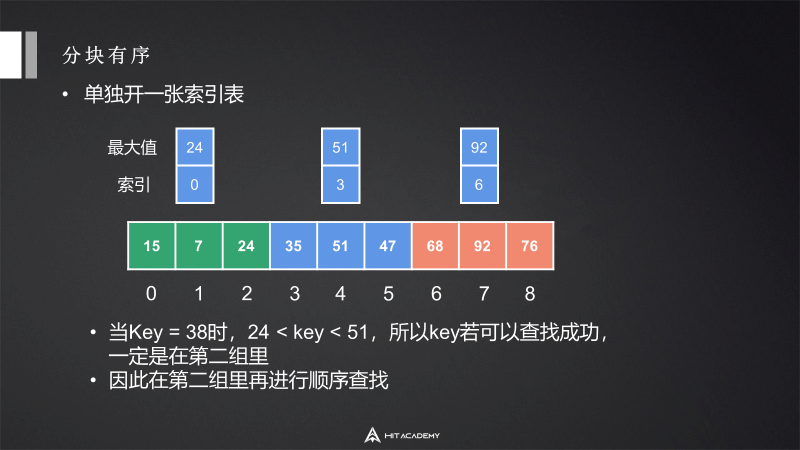 分块有序
• 单独开一张索引表
最大值 24 51 92
索引 0 3 6
15 7 24 35 51 47 68 92 76
0 1 2 3 4 5 6 7 8
• 当Key = 38时，24 < key < 51，所以key若可以查找成功，
一定是在第二组里
• 因此在第二组里再进行顺序查找
HIT ACADEMY